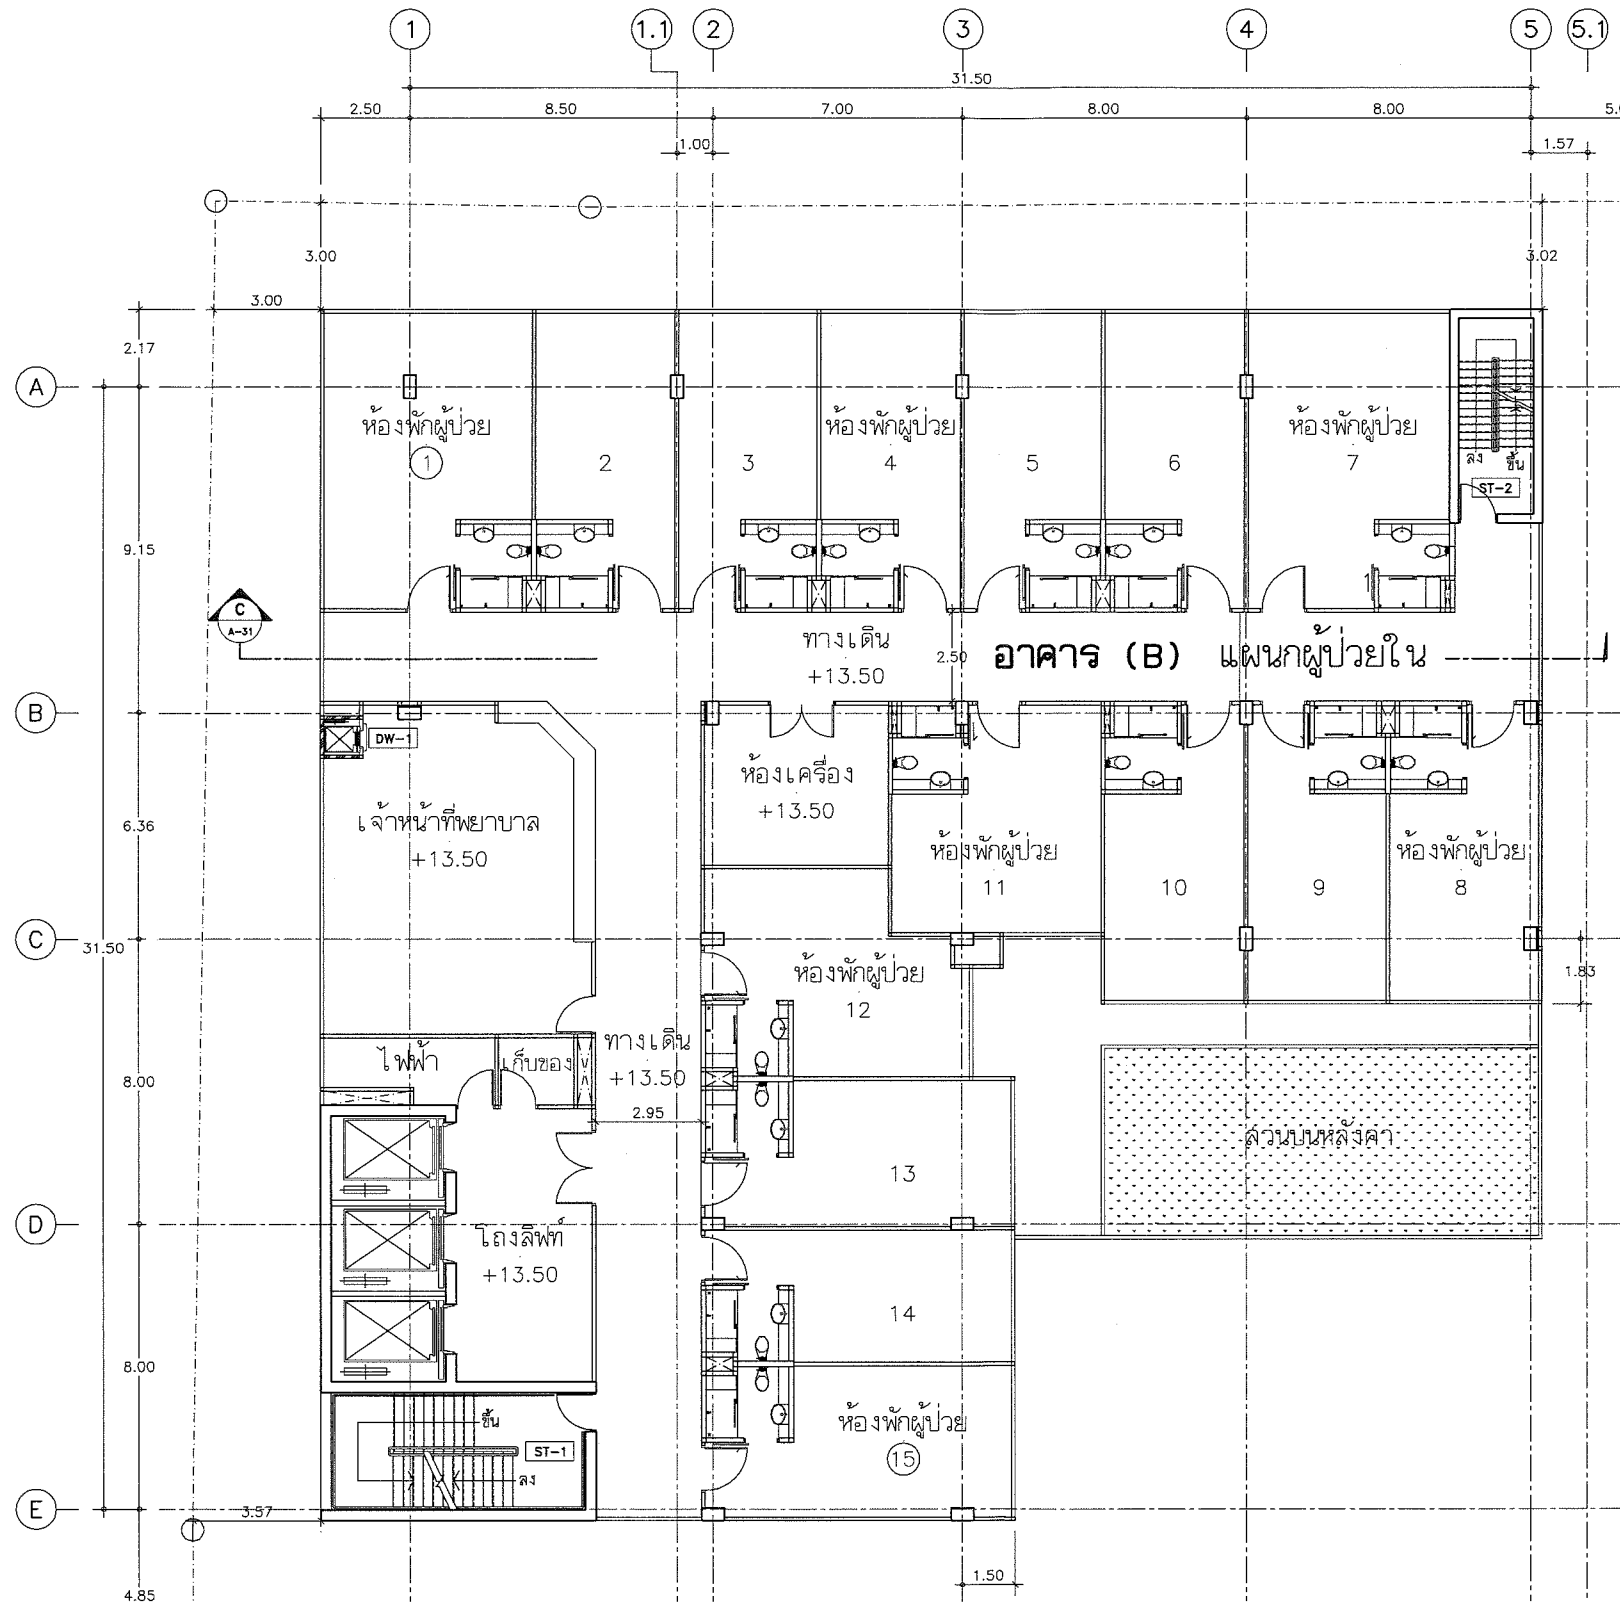 1 1.1 2 3 4 5 5.1
31.50
2.50 8.50 7.00 8.00 8.00
1.00 1.57
3.00 3.02
3.00
2.17
A
ห้องพักผู้ป่วย ห้องพักผู้ป่วย ห้องพักผู้ป่วย
1 2 3 4 5 6 7
ลง ขึ้น
ST-2
9.15
C
A-31
ทางเดิน
+13.50
2.50
อาคาร (B) แผนกผู้ป่วยใน
B
DW-1
ห้องเครื่อง
+13.50
6.36
เจ้าหน้าที่พยาบาล
+13.50
ห้องพักผู้ป่วย ห้องพักผู้ป่วย
11 10 9 8
C
31.50
ห้องพักผู้ป่วย
12
1.83
ไฟฟ้า เก็บของ
ทางเดิน
+13.50
8.00
2.95
สวนบนหลังคา
13
D
โถงลิฟท์
+13.50
14
8.00
ขึ้น
ST-1
ลง
ห้องพักผู้ป่วย
15
E
3.57
1.50
4.85